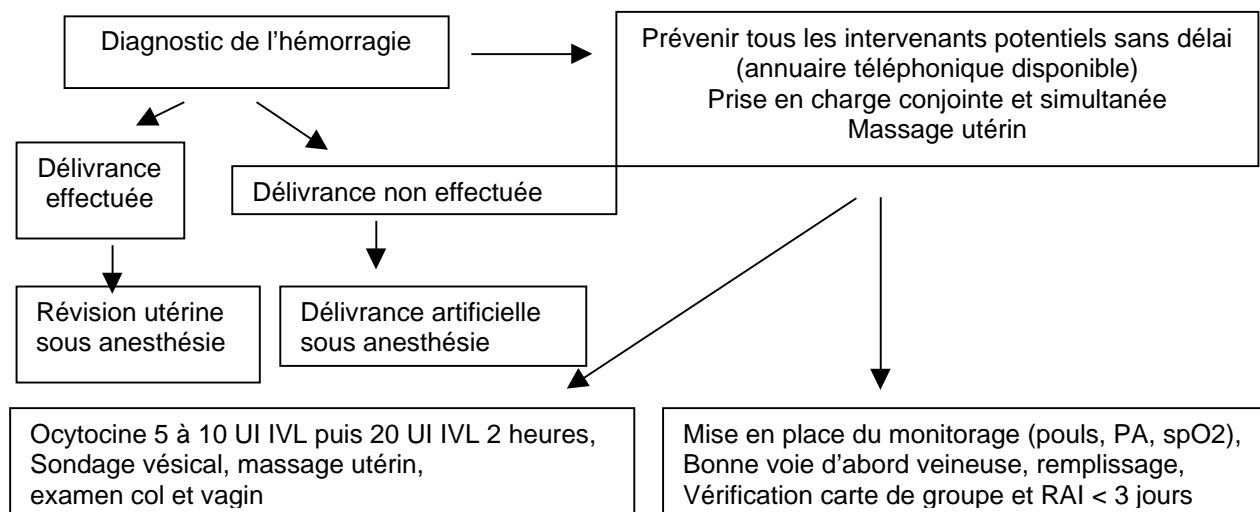 Diagnostic de l'hémorragie
Prévenir tous les intervenants potentiels sans délai
(annuaire téléphonique disponible)
Prise en charge conjointe et simultanée
Massage utérin
Délivrance
effectuée
Délivrance non effectuée
Révision utérine
sous anesthésie
Délivrance artificielle
sous anesthésie
Ocytocine 5 à 10 UI IVL puis 20 UI IVL 2 heures,
Sondage vésical, massage utérin,
examen col et vagin
Mise en place du monitorage (pouls, PA, spO2),
Bonne voie d'abord veineuse, remplissage,
Vérification carte de groupe et RAI < 3 jours